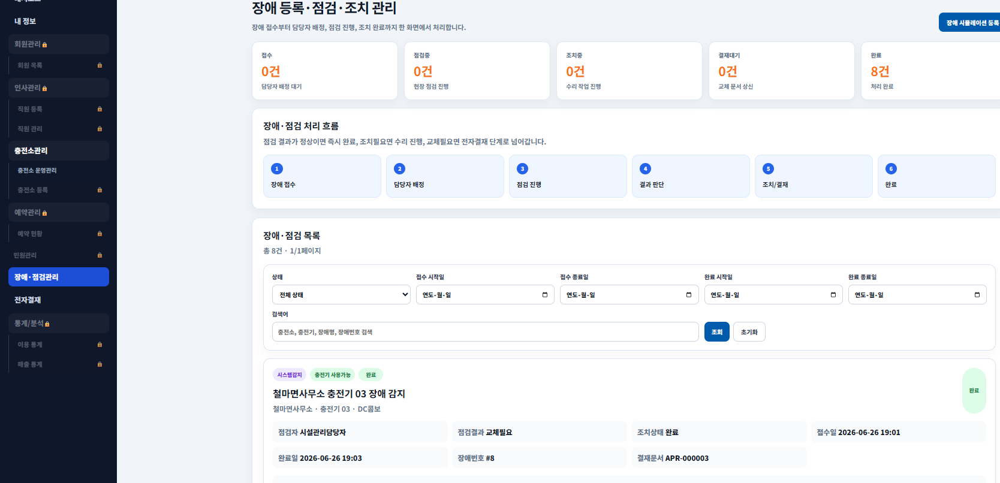 내 정보
회원관리
회원 목록
인사관리
직원 등록
직원 관리
충전소관리
충전소 운영관리
충전소 등록
예약관리
예약 현황
민원관리
장애·점검관리
전자결재
통계/분석
이용 통계
매출 통계
장애 등록·점검·조치 관리
장애 접수부터 담당자 배정, 점검 진행, 조치 완료까지 한 화면에서 처리합니다.
장애 시뮬레이션 등록
접수
0건
담당자 배정 대기
점검중
0건
현장 점검 진행
조치중
0건
수리 작업 진행
결재대기
0건
교체 문서 상신
완료
8건
처리 완료
장애·점검 처리 흐름
점검 결과가 정상이면 즉시 완료, 조치필요면 수리 진행, 교체필요면 전자결재 단계로 넘어갑니다.
1
장애 접수
2
담당자 배정
3
점검 진행
4
결과 판단
5
조치/결재
6
완료
장애·점검 목록
총 8건 · 1/1페이지
상태
전체 상태
접수 시작일
연도-월-일
접수 종료일
연도-월-일
완료 시작일
연도-월-일
완료 종료일
연도-월-일
검색어
충전소, 충전기, 장애명, 장애번호 검색
조회
초기화
시스템감지 충전기 사용가능 완료
철마면사무소 충전기 03 장애 감지
철마면사무소 · 충전기 03 · DC콤보
완료
점검자 시설관리담당자
점검결과 교체필요
조치상태 완료
접수일 2026-06-26 19:01
완료일 2026-06-26 19:03
장애번호 #8
결재문서 APR-000003